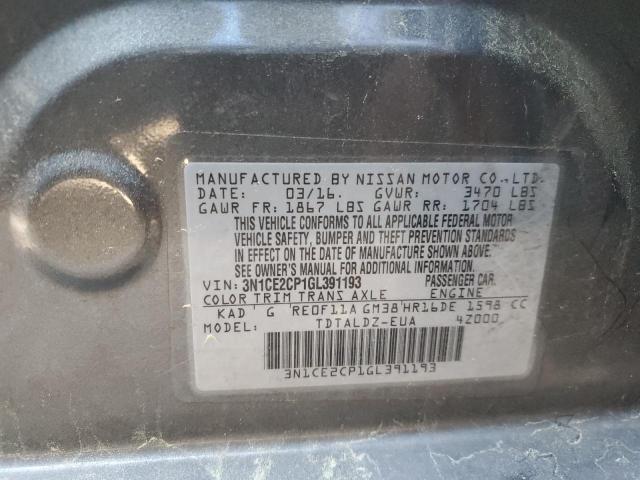 MANUFACTURED BY NISSAN MOTOR CO.,LTD.
DATE: 03/16. GVWR: 3470 LBS
GAWR FR: 1867 LBS GAWR RR: 1704 LBS
THIS VEHICLE CONFORMS TO ALL APPLICABLE FEDERAL MOTOR
VEHICLE SAFETY, BUMPER AND THEFT PREVENTION STANDARDS
IN EFFECT ON THE DATE OF MANUFACTURE SHOWN ABOVE.
SEE OWNER'S MANUAL FOR ADDITIONAL INFORMATION.
VIN: 3N1CE2CP1GL391193 PASSENGER CAR.
COLOR TRIM TRANS AXLE ENGINE
KAD G RE0F11A GM38 HR16DE 1598 CC
MODEL TDTALDZ-EUA 4Z000
3N1CE2CP1GL391193